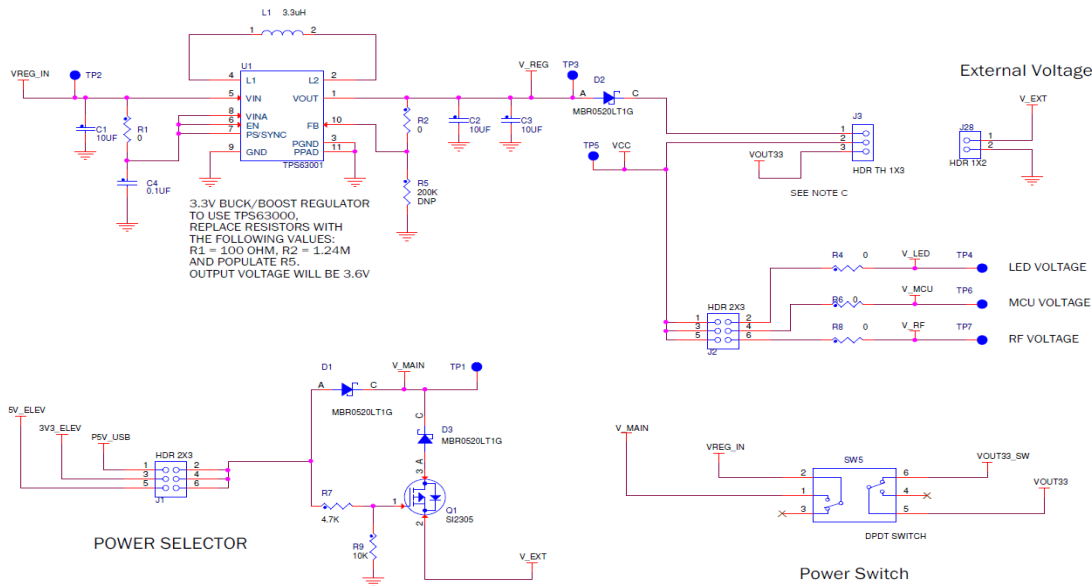 L1 3.3uH
1 2
VREG_IN
TP2
U1
4 L1 L2 2
5 VIN VOUT 1
8 VINA
6 EN FB 10
7 PS/SYNC
PGND 3
9 GND PPAD 11
TPS63001
C1
10UF
R1
0
C4
0.1UF
R2
0
R5
200K
DNP
C2
10UF
C3
10UF
V_REG
TP3
D2
A C
MBR0520LT1G
3.3V BUCK/BOOST REGULATOR
TO USE TPS63000,
REPLACE RESISTORS WITH
THE FOLLOWING VALUES:
R1 = 100 OHM, R2 = 1.24M
AND POPULATE R5.
OUTPUT VOLTAGE WILL BE 3.6V
TP5
VCC
VOUT33
J3
1
2
3
HDR TH 1X3
SEE NOTE C
External Voltage
V_EXT
J28
1
2
HDR 1X2
HDR 2X3
1 2
3 4
5 6
J2
R4 0
V_LED
TP4
LED VOLTAGE
R6 0
V_MCU
TP6
MCU VOLTAGE
R8 0
V_RF
TP7
RF VOLTAGE
5V_ELEV
3V3_ELEV
P5V_USB
HDR 2X3
1 2
3 4
5 6
J1
D1
A C
MBR0520LT1G
V_MAIN
TP1
C
D3
MBR0520LT1G
A
3
1
2
Q1
SI2305
R7
4.7K
R9
10K
V_EXT
POWER SELECTOR
V_MAIN
VREG_IN
SW5
2 6
1 4
3 5
VOUT33_SW
VOUT33
DPDT SWITCH
Power Switch